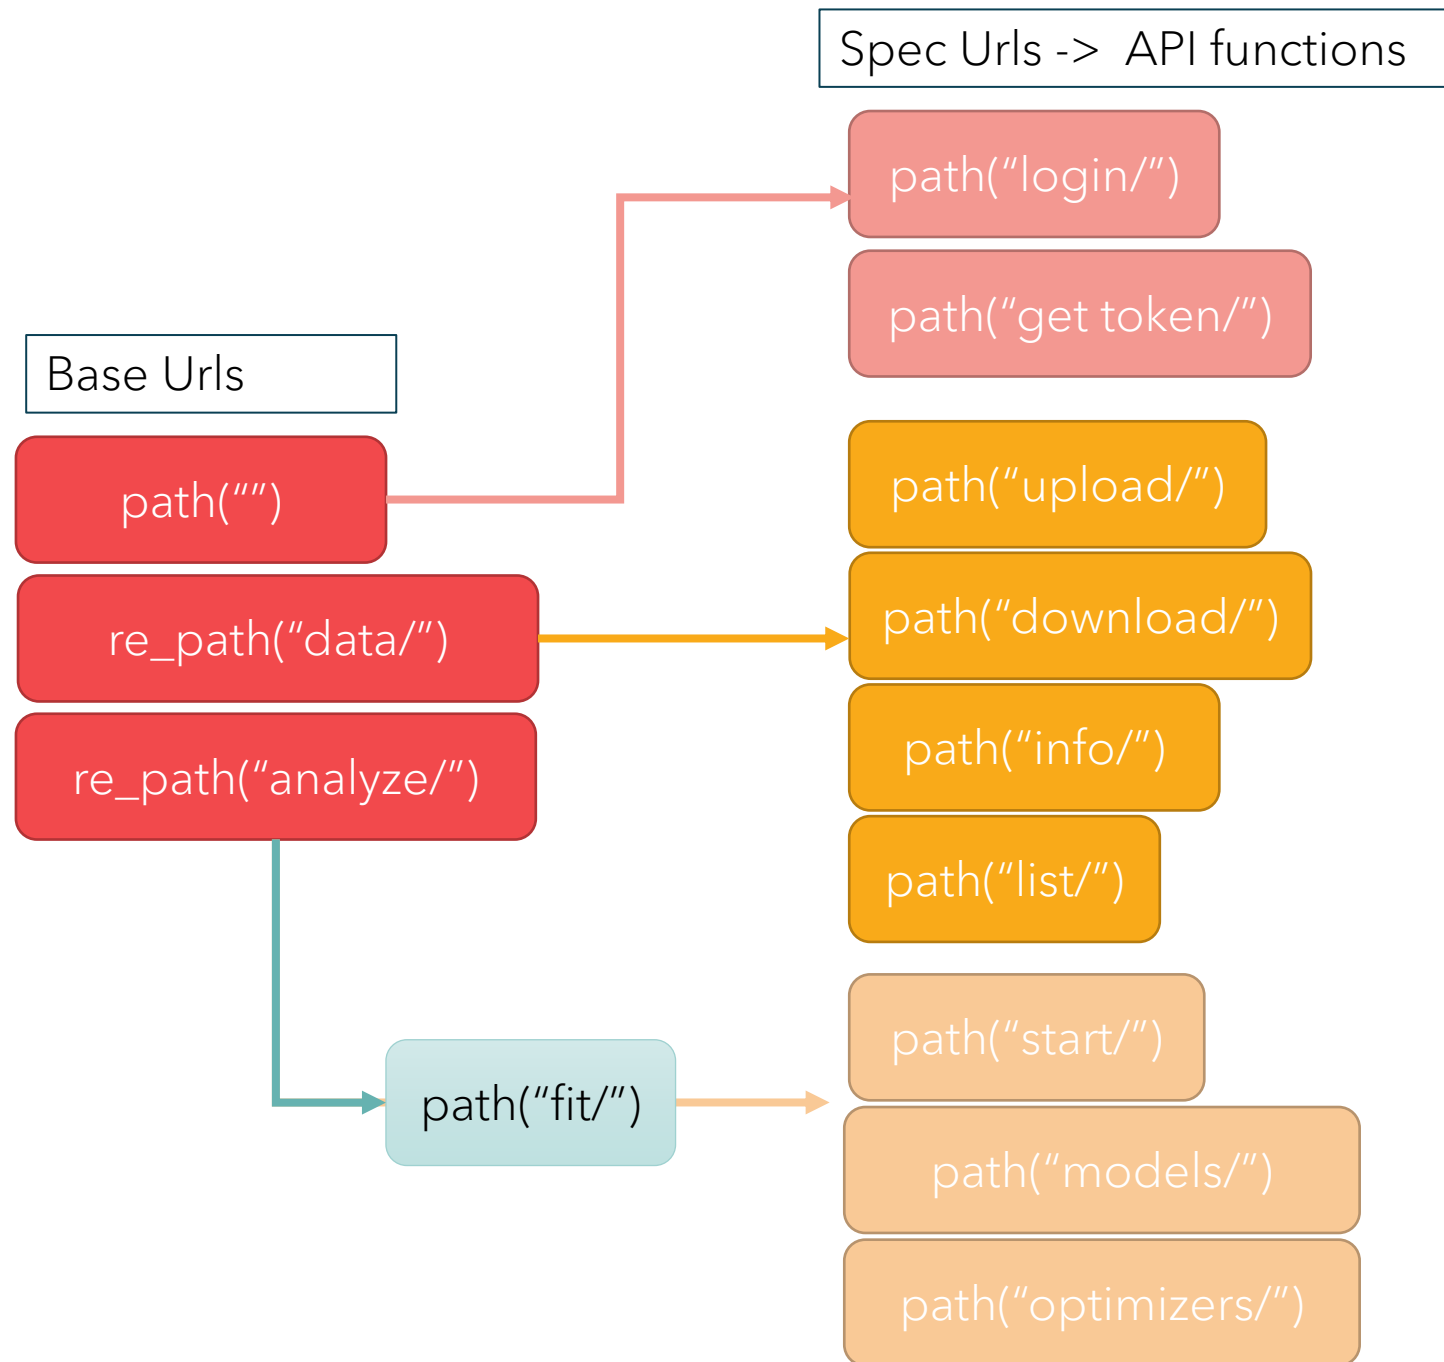 Spec Urls -> API functions
path(“login/”)
path(“get token/”)
Base Urls
path(“”)
re_path(“data/”)
re_path(“analyze/”)
path(“upload/”)
path(“download/”)
path(“info/”)
path(“list/”)
path(“fit/”)
path(“start/”)
path(“models/”)
path(“optimizers/”)